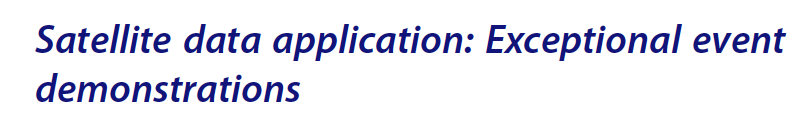 Satellite data application: Exceptional event
demonstrations